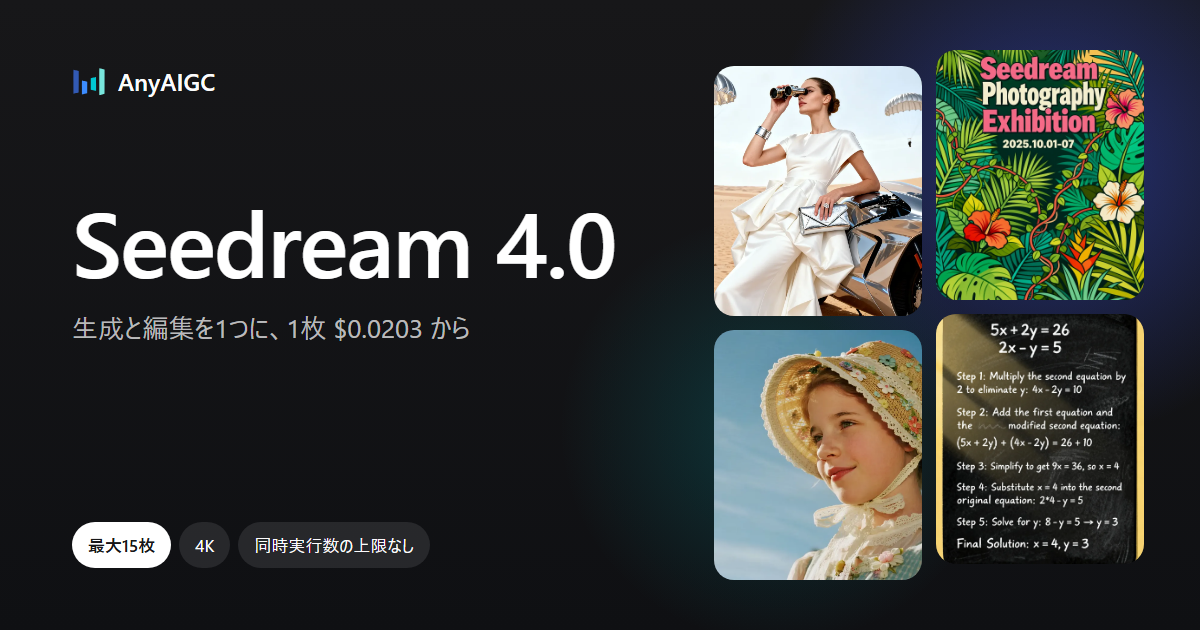 AnyAIGC
Seedream 4.0
生成と編集を1つに、1枚 $0.0203 から
最大15枚
4K
同時実行数の上限なし
Seedream
Photography
Exhibition
2025.10.01-07
5x + 2y = 26
2x - y = 5
Step 1: Multiply the second equation by
2 to eliminate y: 4x - 2y = 10
Step 2: Add the first equation and
the modified second equation:
(5x + 2y) + (4x - 2y) = 26 + 10
Step 3: Simplify to get 9x = 36, so x = 4
Step 4: Substitute x = 4 into the second
original equation: 2*4 - y = 5
Step 5: Solve for y: 8 - y = 5 → y = 3
Final Solution: x = 4, y = 3